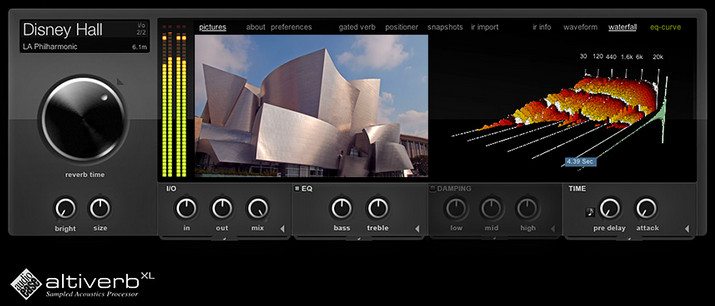 Disney Hall I/o 2/2
LA Philharmonic 6.1m
pictures about preferences gated verb positioner snapshots ir import ir info waveform waterfall eq-curve
30 120 440 1.6k 6k 20k
4.39 Sec
reverb time
bright size
I/O EQ DAMPING TIME
in out mix bass treble low mid high pre delay attack
altiverb XL
Sampled Acoustics Processor